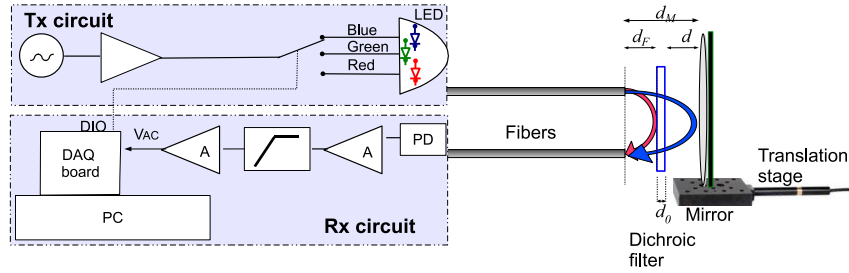 Tx circuit
LED
Blue
Green
Red
d_M
d_F
d
DIO
V_AC
DAQ
board
A
A
PD
PC
Rx circuit
Fibers
d_0
Dichroic
filter
Mirror
Translation
stage